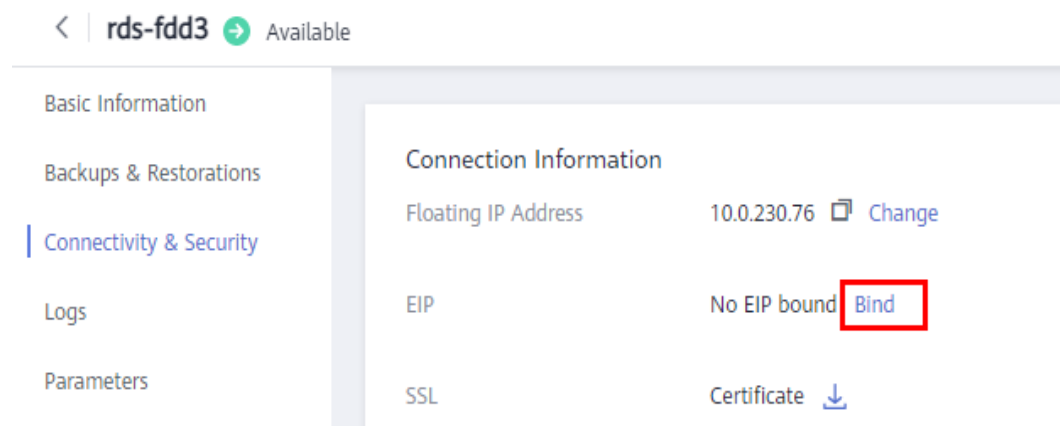 rds-fdd3 Available
Basic Information
Backups & Restorations
Connectivity & Security
Logs
Parameters
Connection Information
Floating IP Address 10.0.230.76 Change
EIP No EIP bound Bind
SSL Certificate